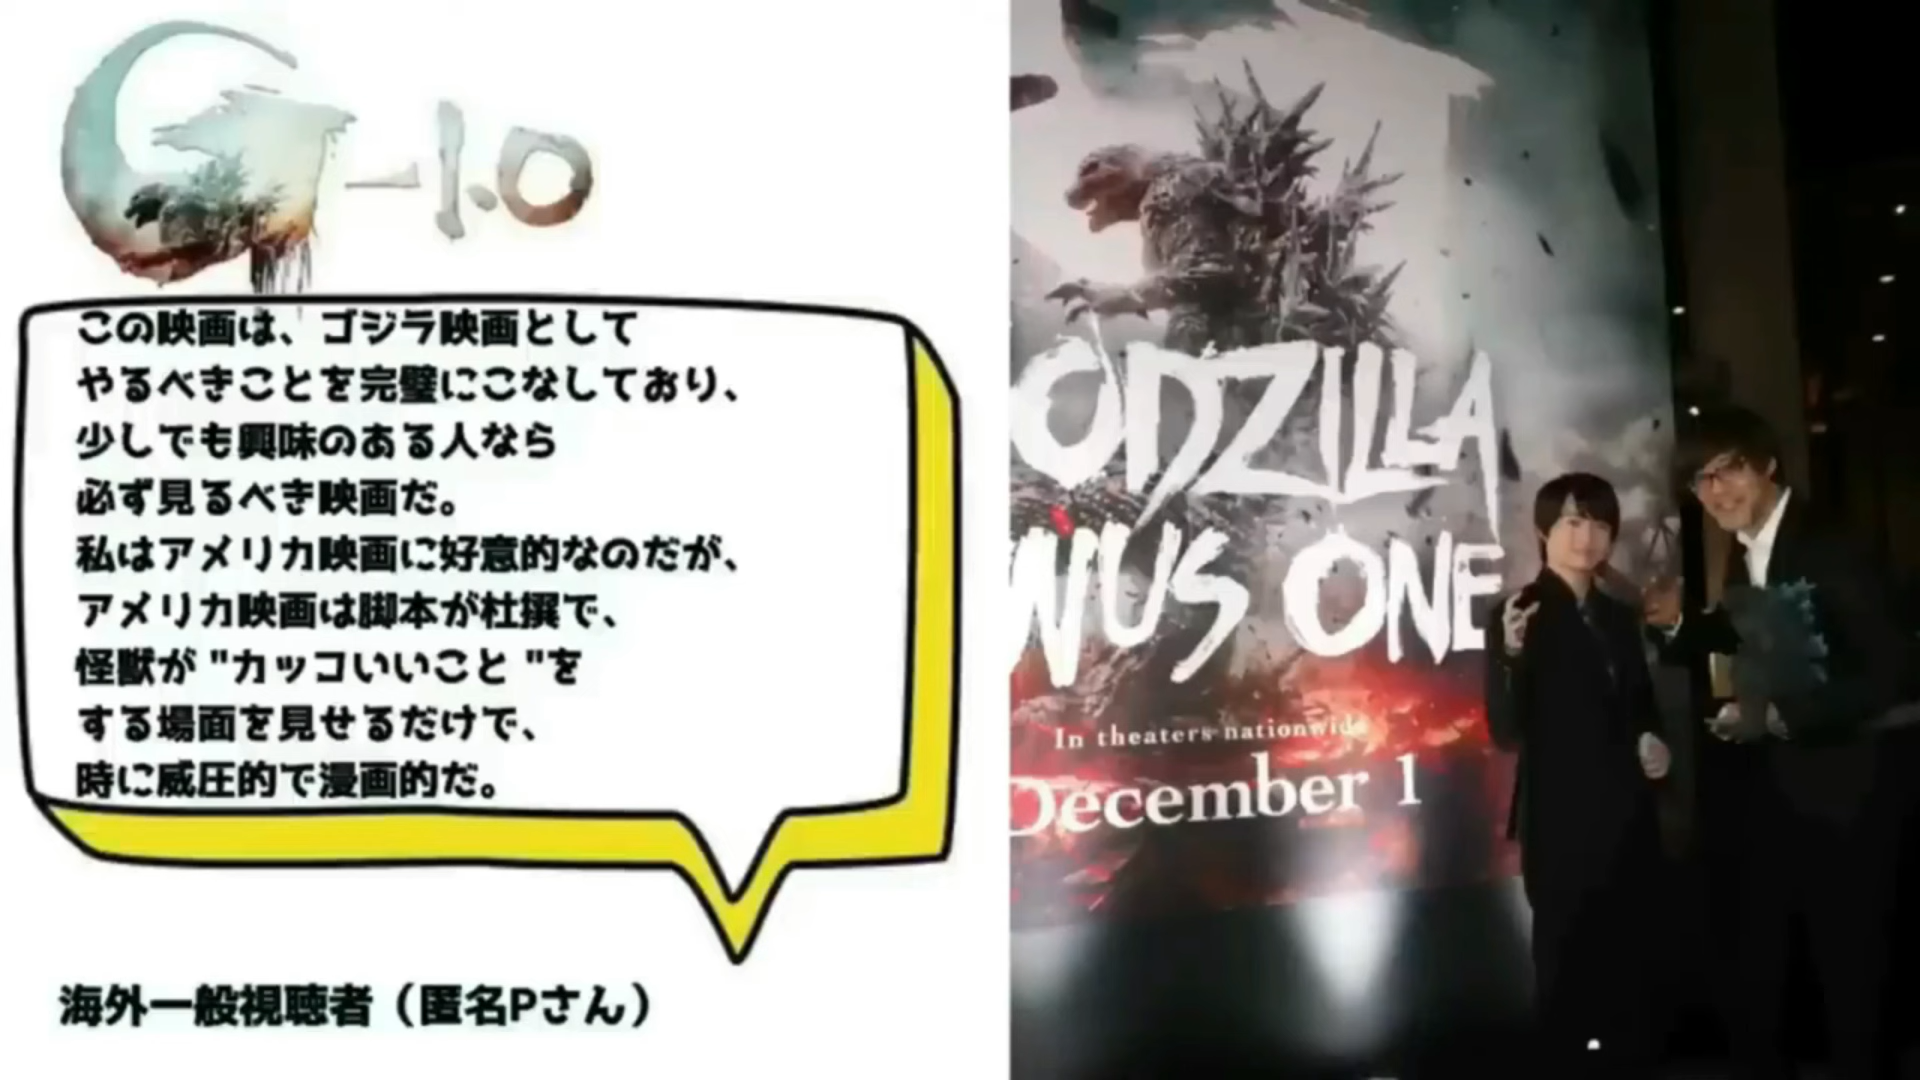 G-1.0
この映画は、ゴジラ映画として
やるべきことを完璧にこなしており、
少しでも興味のある人なら
必ず見るべき映画だ。
私はアメリカ映画に好意的なのだが、
アメリカ映画は脚本が杜撰で、
怪獣が "カッコいいこと "を
する場面を見せるだけで、
時に威圧的で漫画的だ。
海外一般視聴者（匿名Pさん）
ODZILLA
NUS ONE
In theaters nationwide
December 1